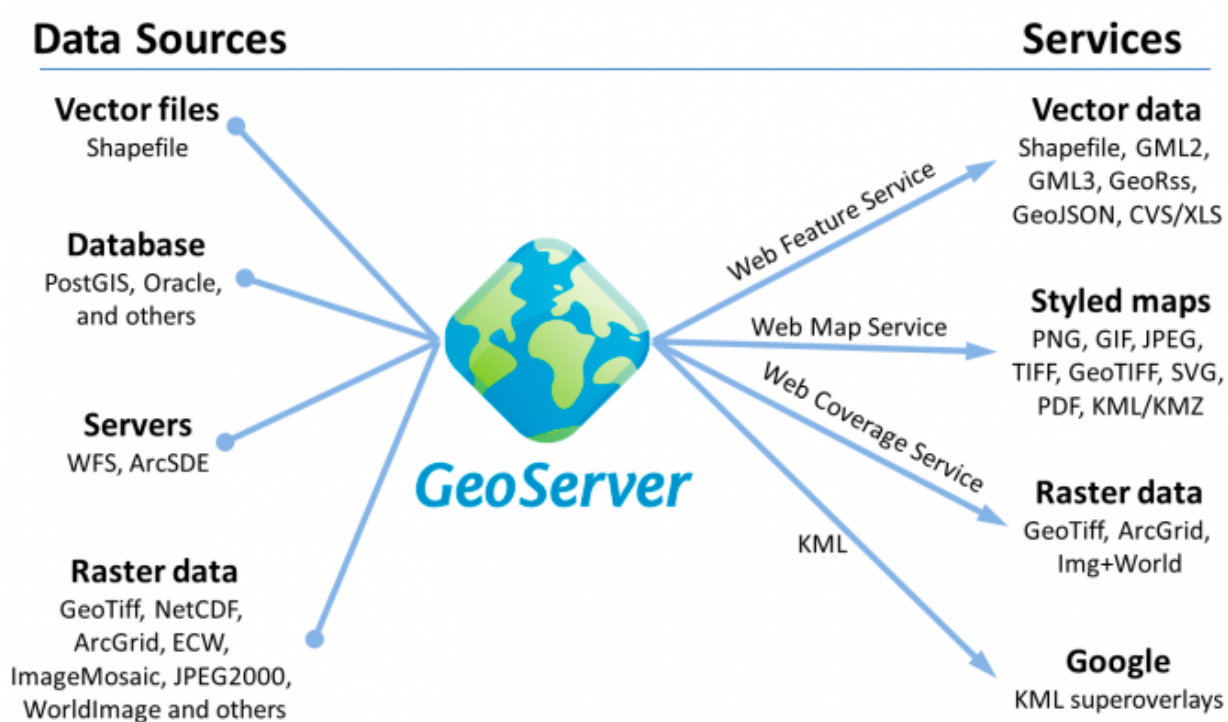 Data Sources
Services
Vector files
Shapefile
Database
PostGIS, Oracle,
and others
Servers
WFS, ArcSDE
Raster data
GeoTiff, NetCDF,
ArcGrid, ECW,
ImageMosaic, JPEG2000,
WorldImage and others
GeoServer
Web Feature Service
Web Map Service
Web Coverage Service
KML
Vector data
Shapefile, GML2,
GML3, GeoRss,
GeoJSON, CVS/XLS
Styled maps
PNG, GIF, JPEG,
TIFF, GeoTIFF, SVG,
PDF, KML/KMZ
Raster data
GeoTiff, ArcGrid,
Img+World
Google
KML superoverlays